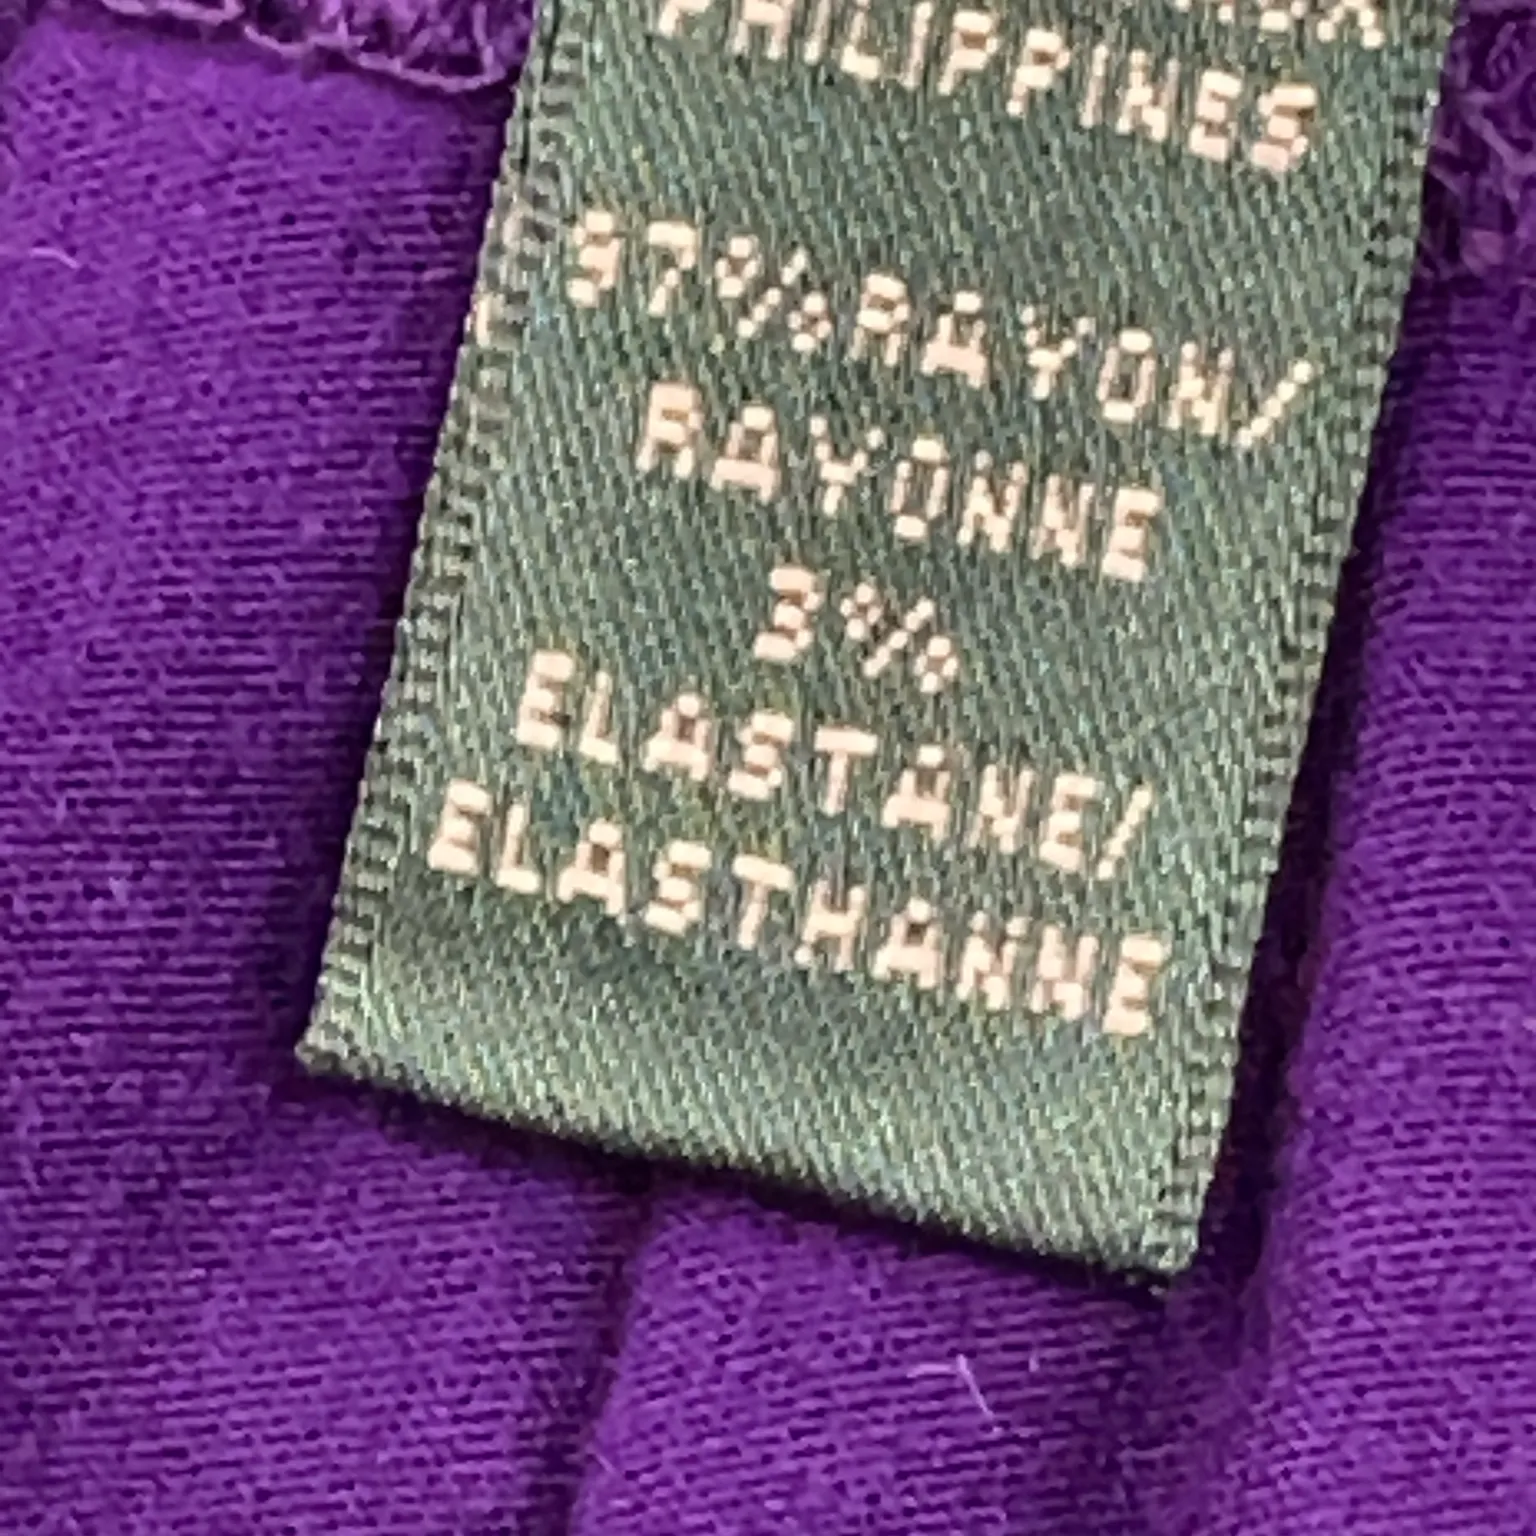 PHILIPPINES
97%RAYON/
RAYONNE
3%
ELASTANE/
ELASTHANNE